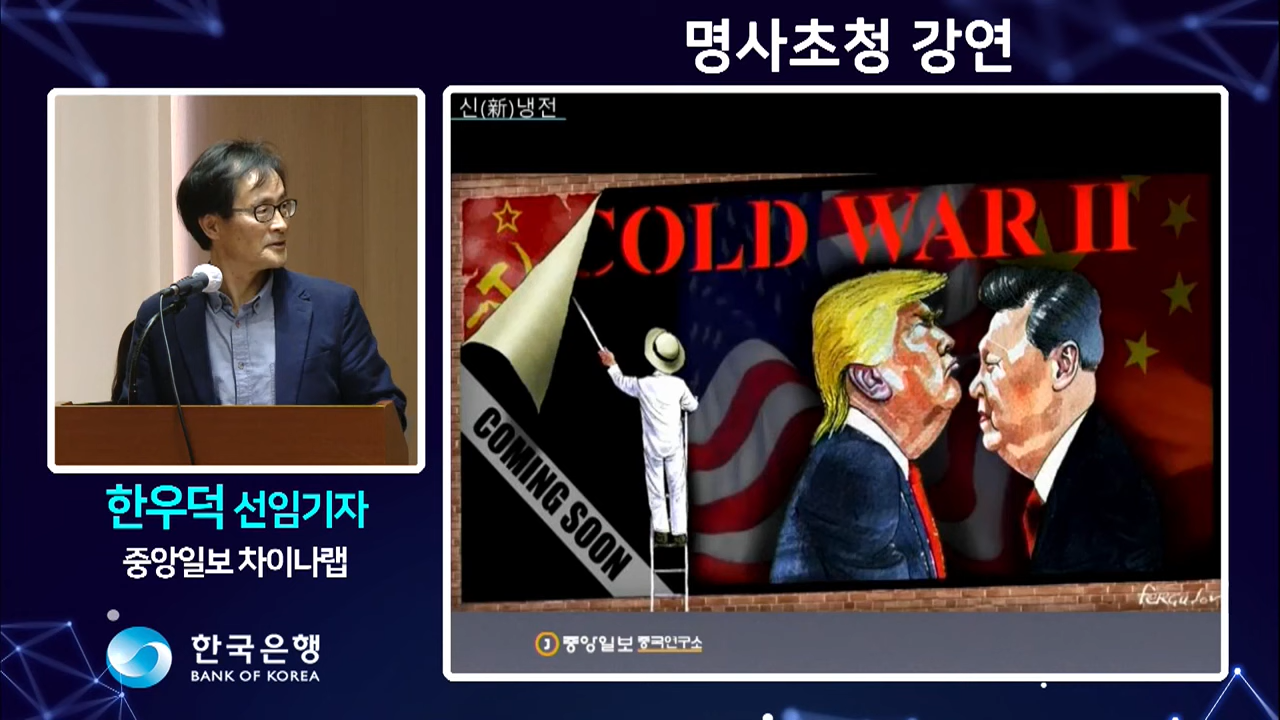 명사초청 강연
신(新)냉전
COLD WAR II
COMING SOON
FERGUSON
중앙일보 중국연구소
한우덕 선임기자
중앙일보 차이나랩
한국은행
BANK OF KOREA